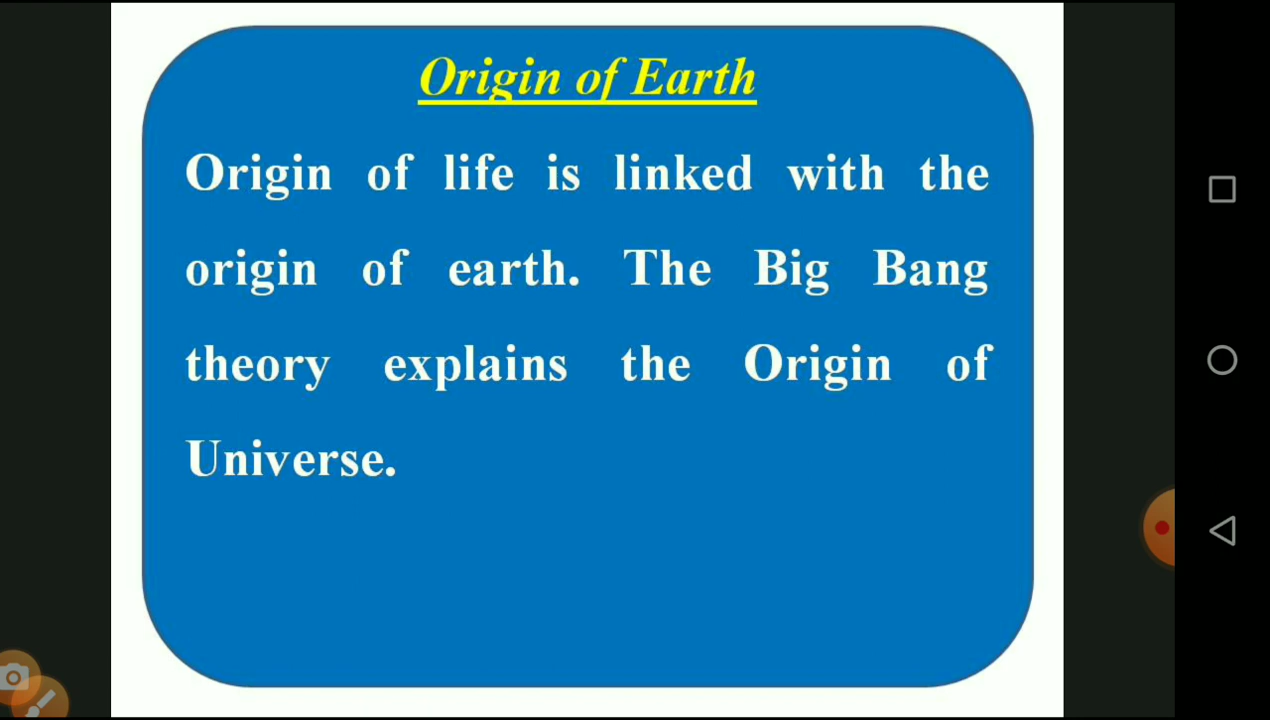 Origin of Earth
Origin of life is linked with the
origin of earth. The Big Bang
theory explains the Origin of
Universe.